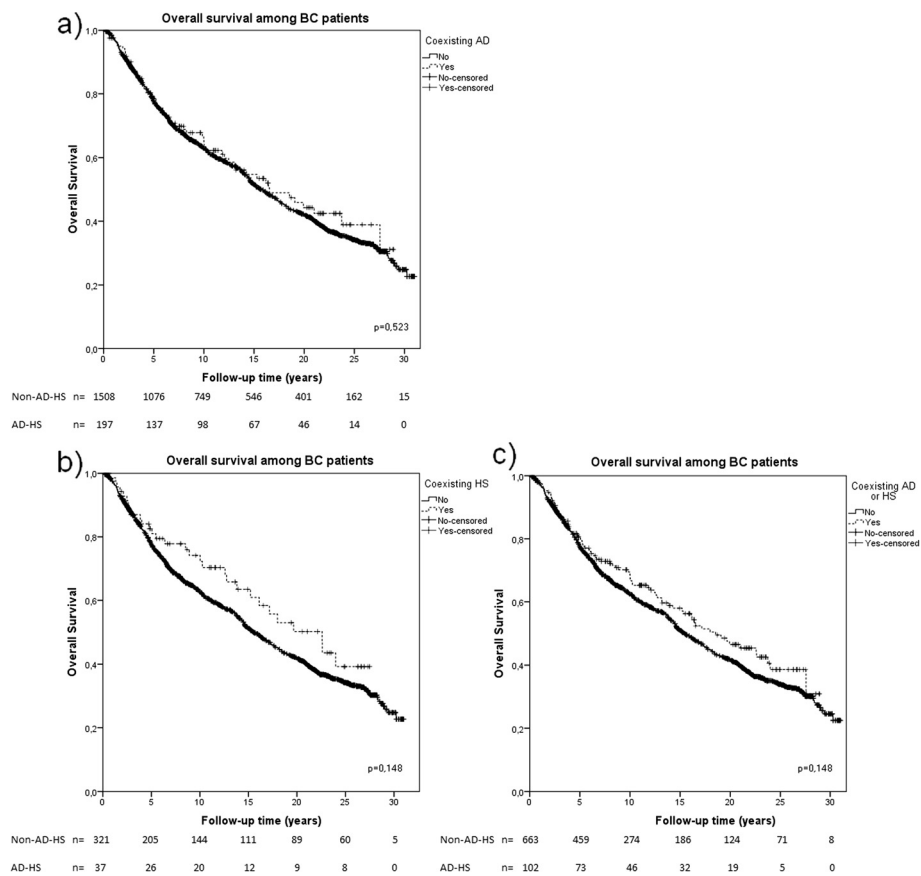 a)
Overall survival among BC patients
Coexisting AD
No
Yes
No-censored
Yes-censored
Overall Survival
1,0
0,8
0,6
0,4
0,2
0,0
p=0,523
0 5 10 15 20 25 30
Follow-up time (years)
Non-AD-HS n= 1508 1076 749 546 401 162 15
AD-HS n= 197 137 98 67 46 14 0
b)
Overall survival among BC patients
Coexisting HS
No
Yes
No-censored
Yes-censored
Overall Survival
1,0
0,8
0,6
0,4
0,2
0,0
p=0,148
0 5 10 15 20 25 30
Follow-up time (years)
Non-AD-HS n= 321 205 144 111 89 60 5
AD-HS n= 37 26 20 12 9 8 0
c)
Overall survival among BC patients
Coexisting AD
or HS
No
Yes
No-censored
Yes-censored
Overall Survival
1,0
0,8
0,6
0,4
0,2
0,0
p=0,148
0 5 10 15 20 25 30
Follow-up time (years)
Non-AD-HS n= 663 459 274 186 124 71 8
AD-HS n= 102 73 46 32 19 5 0